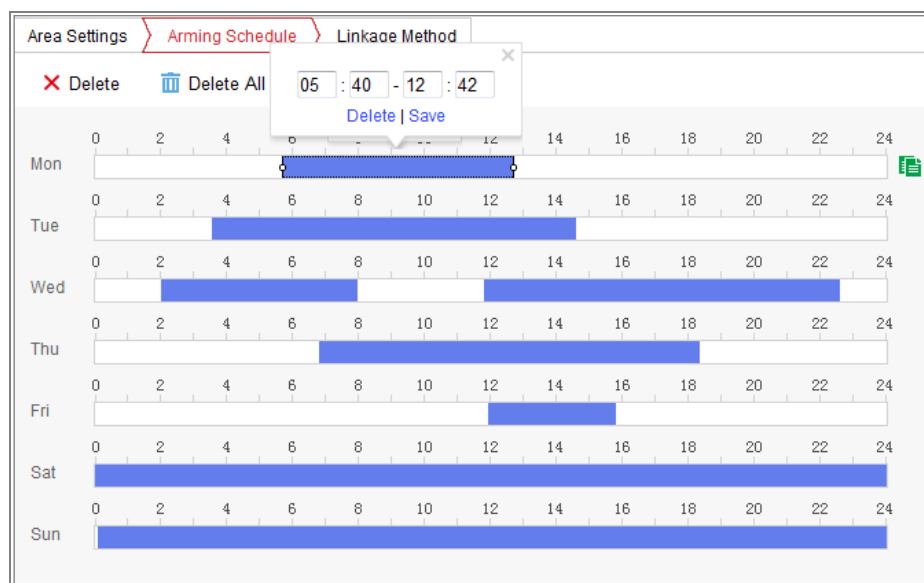 Area Settings Arming Schedule Linkage Method
×
Delete Delete All
05 : 40 - 12 : 42
Delete | Save
0 2 4 6 12 14 16 18 20 22 24
Mon
0 2 4 6 8 10 12 14 16 18 20 22 24
Tue
0 2 4 6 8 10 12 14 16 18 20 22 24
Wed
0 2 4 6 8 10 12 14 16 18 20 22 24
Thu
0 2 4 6 8 10 12 14 16 18 20 22 24
Fri
0 2 4 6 8 10 12 14 16 18 20 22 24
Sat
0 2 4 6 8 10 12 14 16 18 20 22 24
Sun